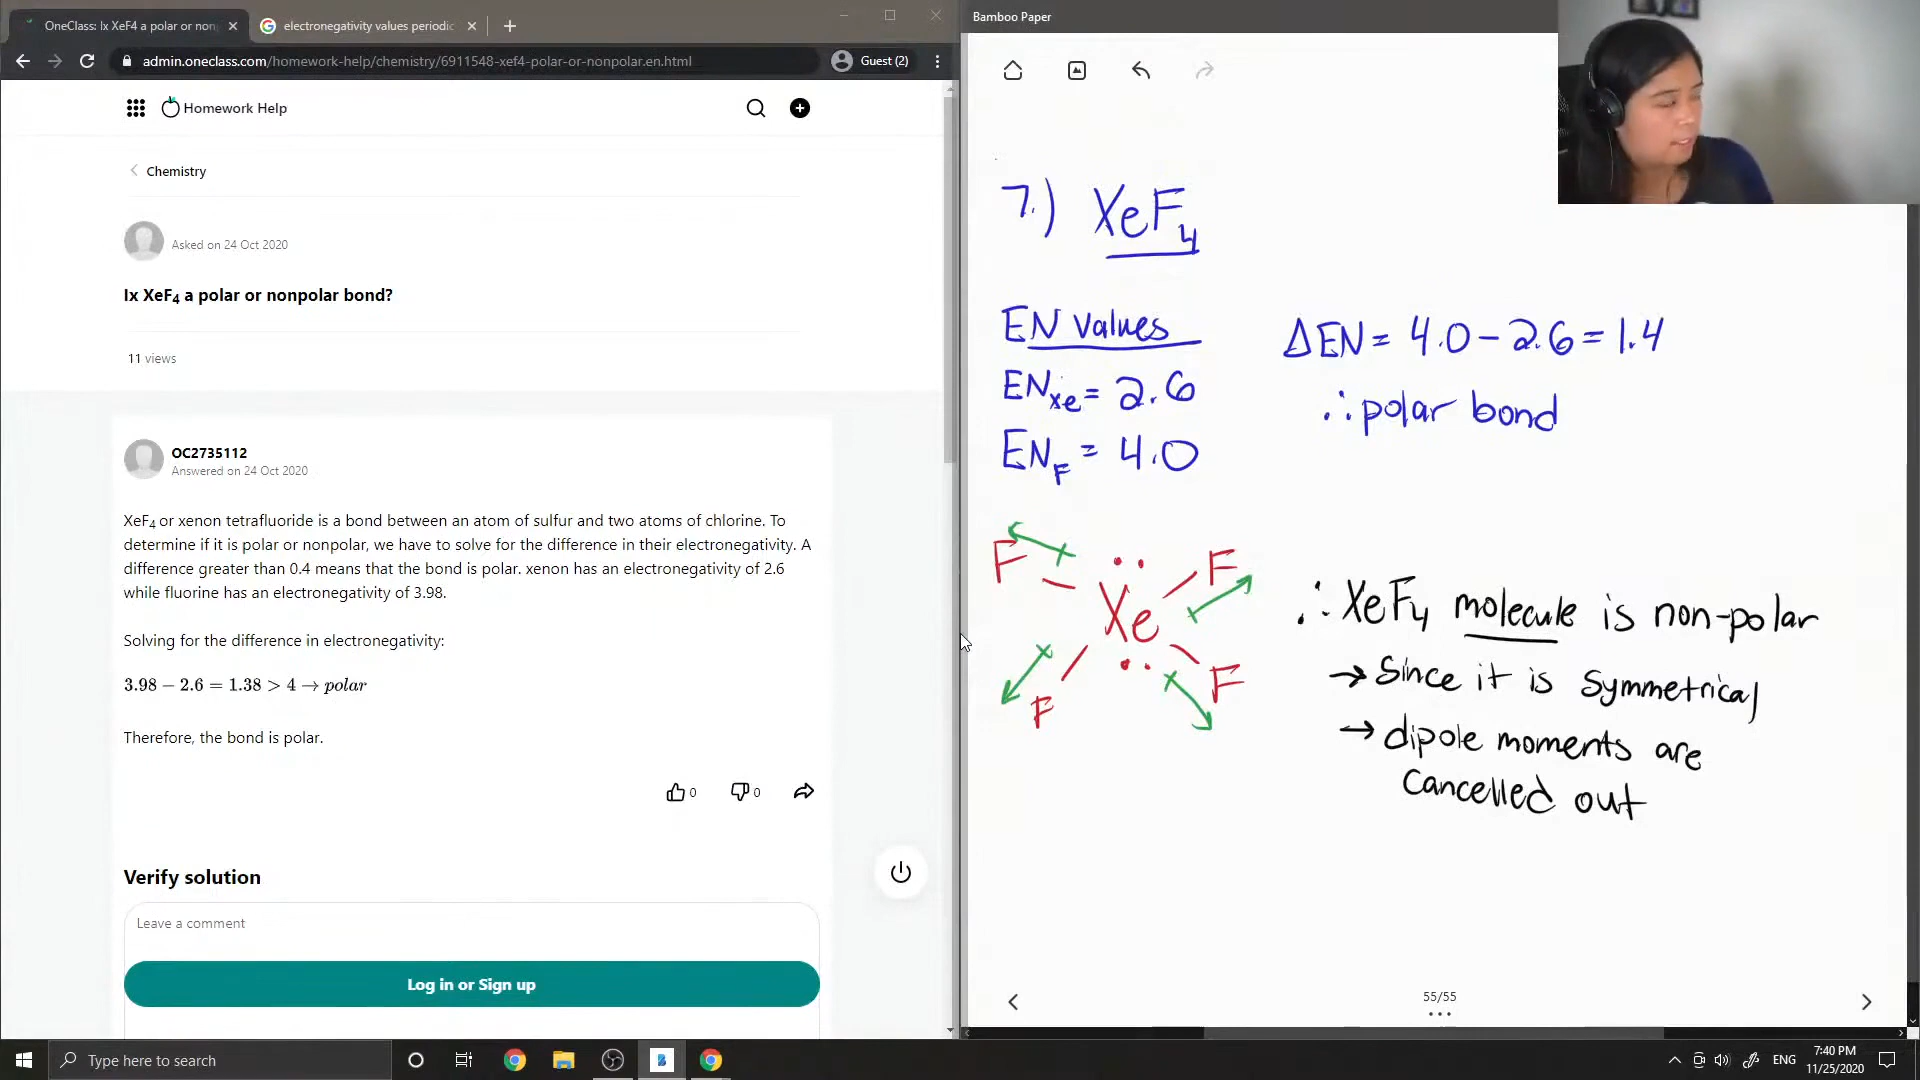 OneClass: Ix XeF4 a polar or non
electronegativity values periodic
admin.oneclass.com/homework-help/chemistry/6911548-xef4-polar-or-nonpolar.en.html
Guest (2)
Homework Help
Chemistry
Asked on 24 Oct 2020
Ix XeF₄ a polar or nonpolar bond?
11 views
OC2735112
Answered on 24 Oct 2020
XeF₄ or xenon tetrafluoride is a bond between an atom of sulfur and two atoms of chlorine. To
determine if it is polar or nonpolar, we have to solve for the difference in their electronegativity. A
difference greater than 0.4 means that the bond is polar. xenon has an electronegativity of 2.6
while fluorine has an electronegativity of 3.98.
Solving for the difference in electronegativity:
3.98 − 2.6 = 1.38 > 4 → polar
Therefore, the bond is polar.
0
0
Verify solution
Leave a comment
Log in or Sign up
Bamboo Paper
7.) XeF₄
EN Values
EN_Xe = 2.6
EN_F = 4.0
ΔEN = 4.0 − 2.6 = 1.4
∴ polar bond
F
F
Xe
F
F
∴ XeF₄ molecule is non-polar
→ Since it is symmetrical
→ dipole moments are
cancelled out
55/55
Type here to search
ENG
7:40 PM
11/25/2020